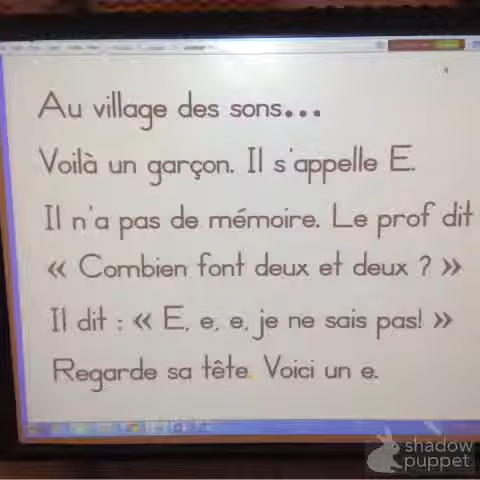 Au village des sons...
Voilà un garçon. Il s'appelle E.
Il n'a pas de mémoire. Le prof dit
« Combien font deux et deux ? »
Il dit : « E, e, e, je ne sais pas! »
Regarde sa tête. Voici un e.
shadow
puppet